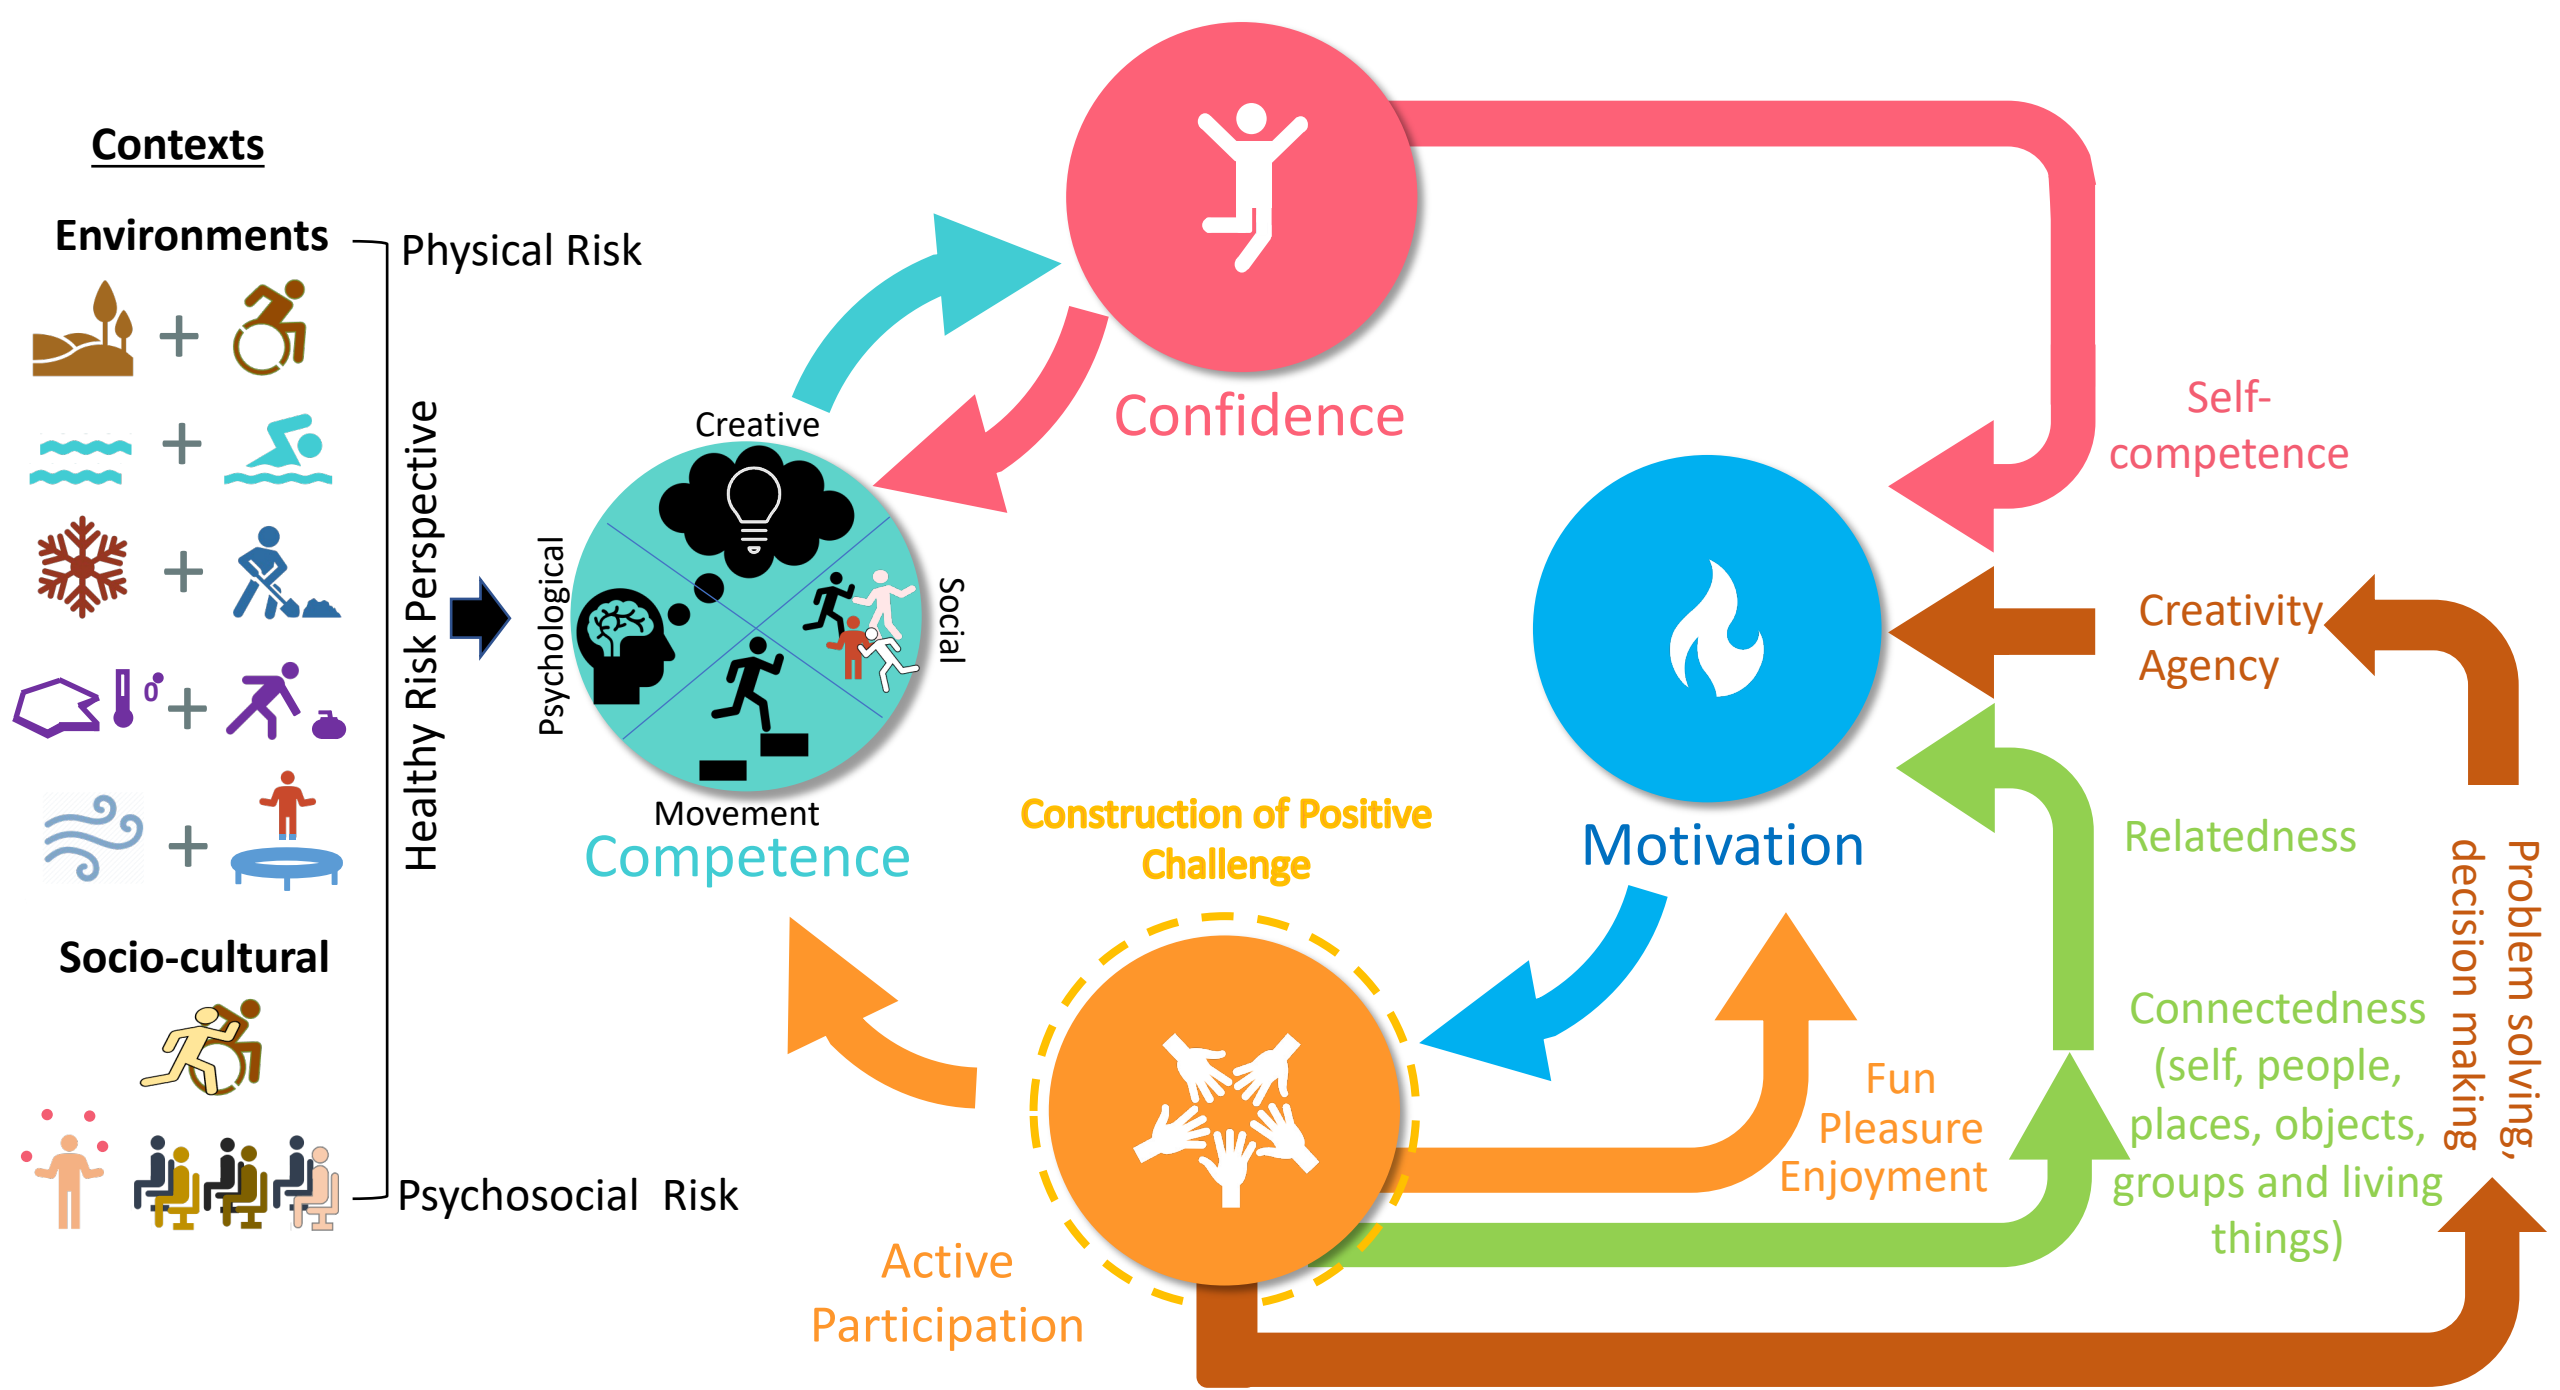 Contexts
Environments
Physical Risk
0°
Healthy Risk Perspective
Socio-cultural
Psychosocial Risk
Creative
Psychological
Social
Movement
Competence
Confidence
Construction of Positive
Challenge
Active
Participation
Motivation
Fun
Pleasure
Enjoyment
Self-
competence
Creativity
Agency
Relatedness
Connectedness
(self, people,
places, objects,
groups and living
things)
Problem solving,
decision making